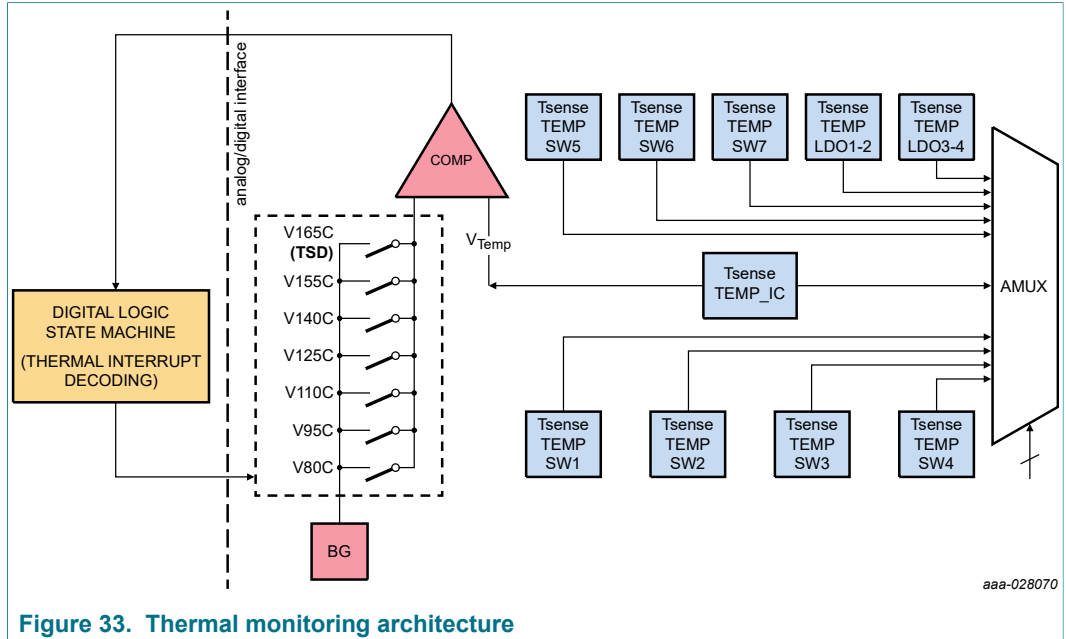 analog/digital interface
COMP
V165C
(TSD)
V155C
V140C
V125C
V110C
V95C
V80C
BG
DIGITAL LOGIC
STATE MACHINE
(THERMAL INTERRUPT
DECODING)
VTemp
Tsense
TEMP
SW5
Tsense
TEMP
SW6
Tsense
TEMP
SW7
Tsense
TEMP
LDO1-2
Tsense
TEMP
LDO3-4
Tsense
TEMP_IC
AMUX
Tsense
TEMP
SW1
Tsense
TEMP
SW2
Tsense
TEMP
SW3
Tsense
TEMP
SW4
aaa-028070
Figure 33. Thermal monitoring architecture